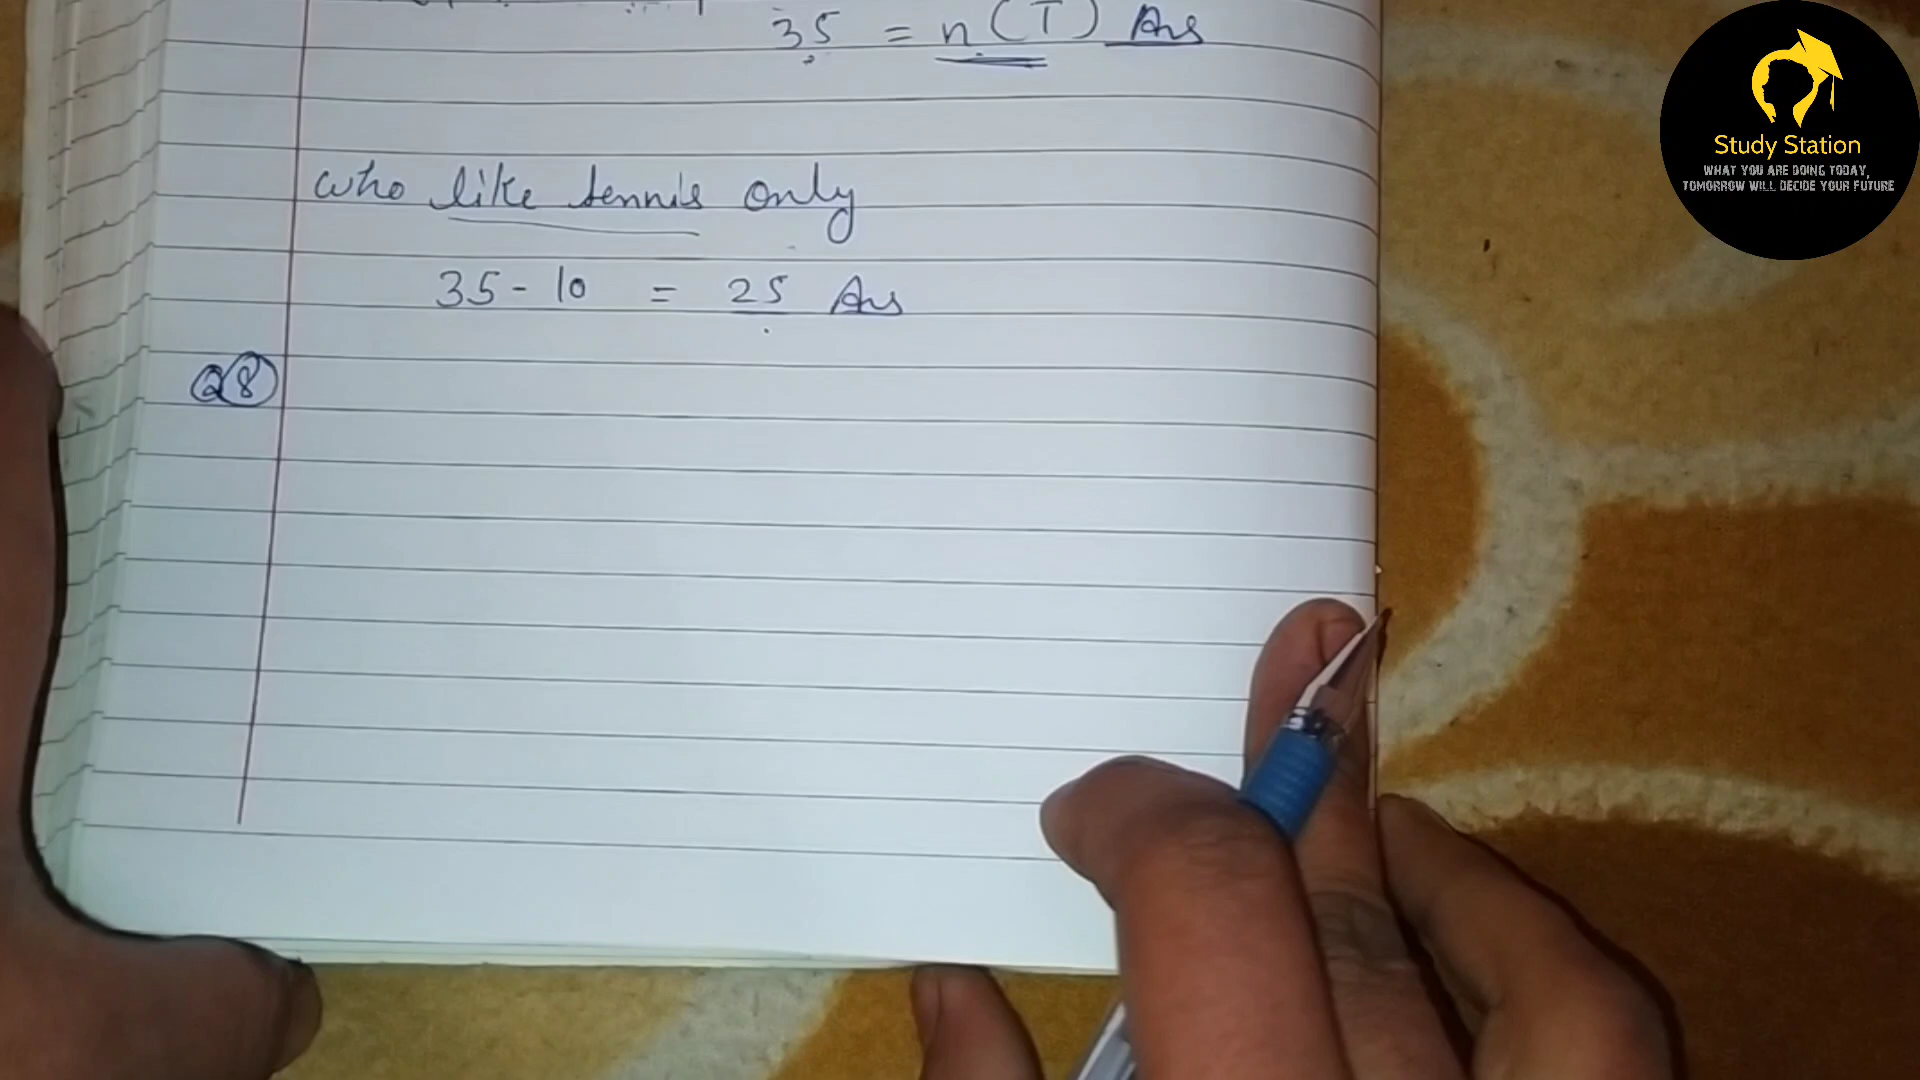 35 = n(T) Ans
who like tennis only
35 - 10 = 25 Ans
Q8
Study Station
WHAT YOU ARE DOING TODAY,
TOMORROW WILL DECIDE YOUR FUTURE